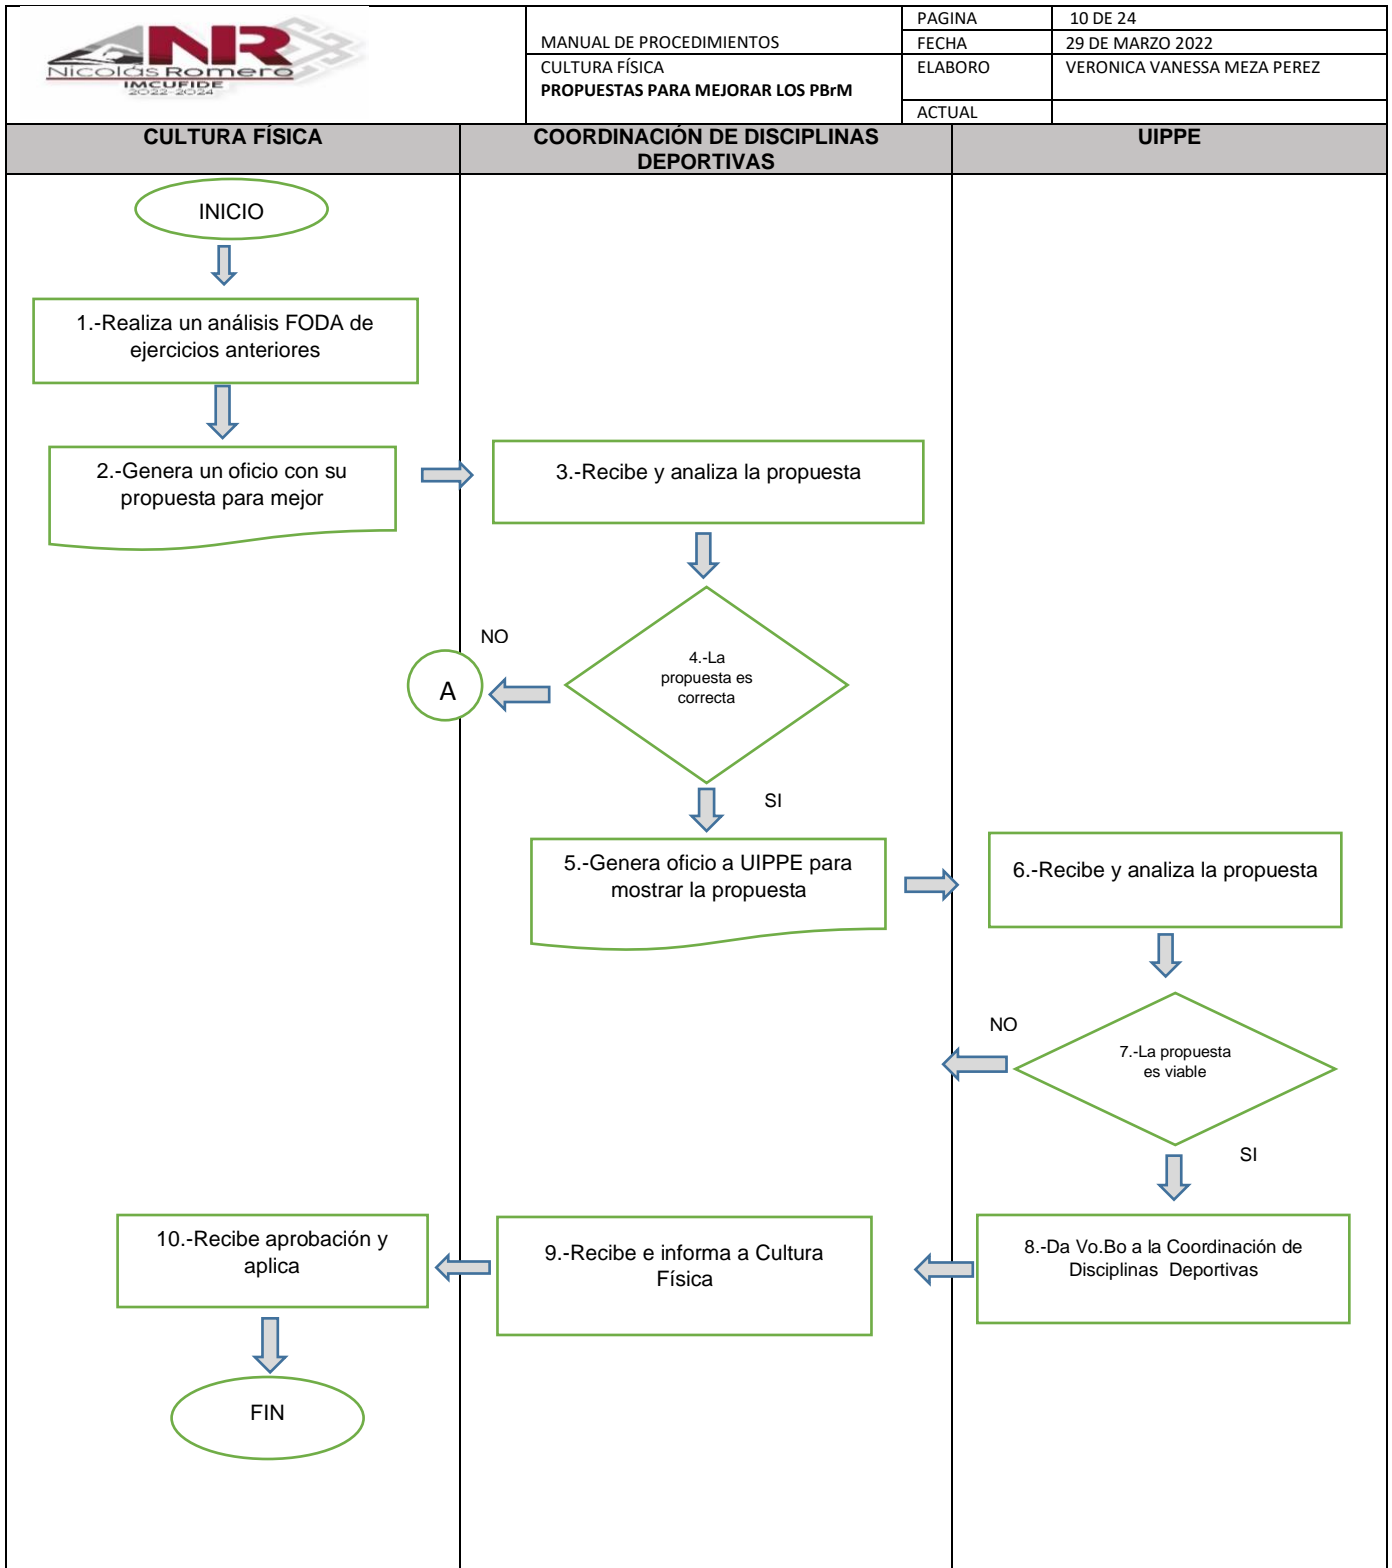 NR
Nicolás Romero
IMCUFIDE
2022-2024
MANUAL DE PROCEDIMIENTOS
CULTURA FÍSICA
PROPUESTAS PARA MEJORAR LOS PBrM
PAGINA 10 DE 24
FECHA 29 DE MARZO 2022
ELABORO VERONICA VANESSA MEZA PEREZ
ACTUAL
CULTURA FÍSICA
COORDINACIÓN DE DISCIPLINAS
DEPORTIVAS
UIPPE
INICIO
1.-Realiza un análisis FODA de
ejercicios anteriores
2.-Genera un oficio con su
propuesta para mejor
3.-Recibe y analiza la propuesta
NO
A
4.-La
propuesta es
correcta
SI
5.-Genera oficio a UIPPE para
mostrar la propuesta
6.-Recibe y analiza la propuesta
NO
7.-La propuesta
es viable
SI
8.-Da Vo.Bo a la Coordinación de
Disciplinas Deportivas
9.-Recibe e informa a Cultura
Física
10.-Recibe aprobación y
aplica
FIN